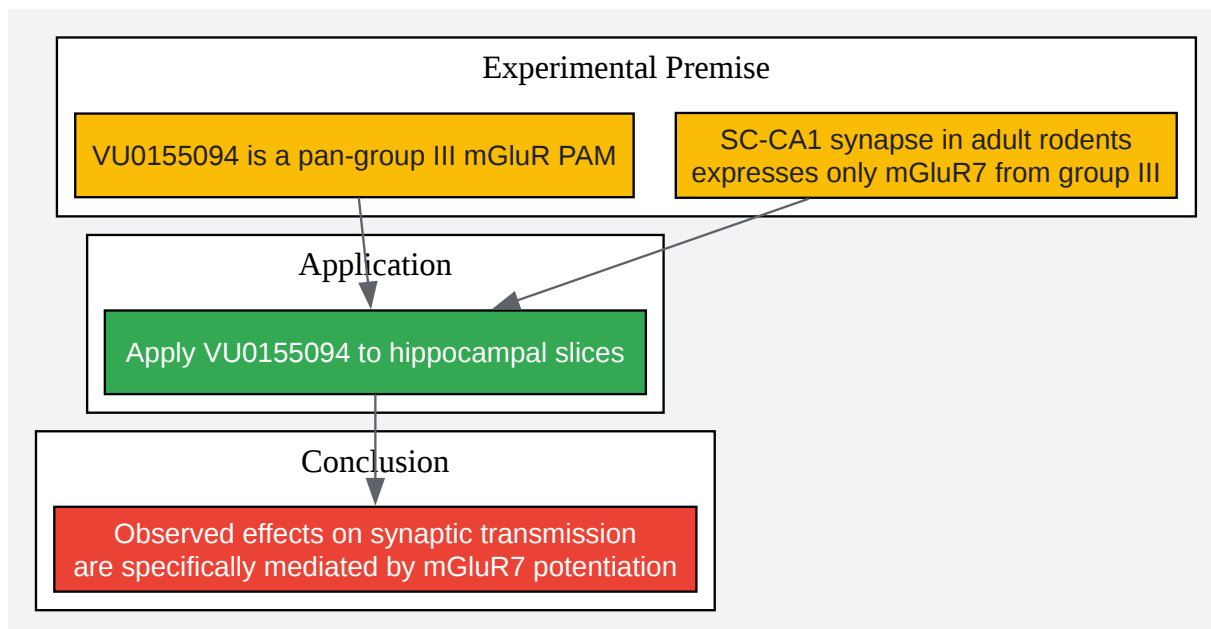 Experimental Premise
VU0155094 is a pan-group III mGluR PAM
SC-CA1 synapse in adult rodents
expresses only mGluR7 from group III
Application
Apply VU0155094 to hippocampal slices
Conclusion
Observed effects on synaptic transmission
are specifically mediated by mGluR7 potentiation